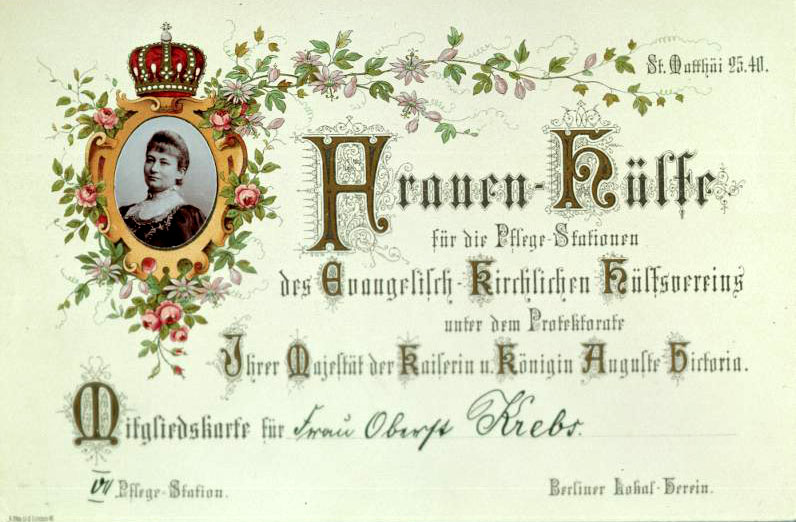 St. Matthäi 25.40.
Frauen-Hülfe
für die Pflege-Stationen
des Evangelisch-Kirchlichen Hülfsvereins
unter dem Protektorate
Ihrer Majestät der Kaiserin u. Königin Auguste Victoria.
Mitgliedskarte für Frau Oberst Krebs.
VII Pflege-Station.
Berliner Lokal-Verein.